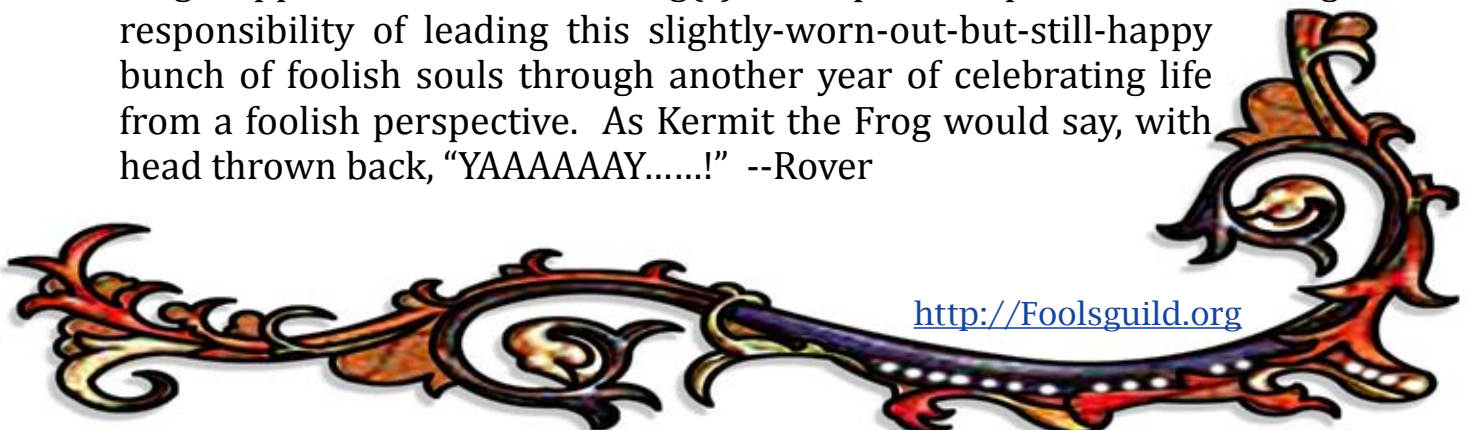 responsibility of leading this slightly-worn-out-but-still-happy
bunch of foolish souls through another year of celebrating life
from a foolish perspective.  As Kermit the Frog would say, with
head thrown back, “YAAAAAAY……!”  --Rover
http://Foolsguild.org